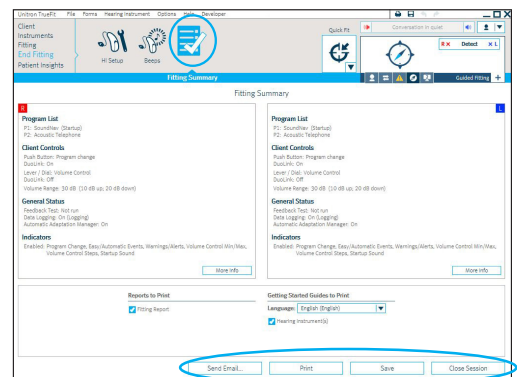 Unitron TrueFit File Forms Hearing Instrument Options Help Developer
Client
Instruments
Fitting
End Fitting
Patient Insights
HI Setup
Beeps
Quick Fit
Conversation in quiet
R X Detect X L
Guided Fitting +
Fitting Summary
Fitting Summary
R
Program List
P1: SoundNav (Startup)
P2: Acoustic Telephone
Client Controls
Push Button: Program change
DuoLink: On
Lever / Dial: Volume Control
DuoLink: Off
Volume Range: 30 dB (10 dB up, 20 dB down)
General Status
Feedback Test: Not run
Data Logging: On (Logging)
Automatic Adaptation Manager: On
Indicators
Enabled: Program Change, Easy/Automatic Events, Warnings/Alerts, Volume Control Min/Max,
Volume Control Steps, Startup Sound
More Info
L
Program List
P1: SoundNav (Startup)
P2: Acoustic Telephone
Client Controls
Push Button: Program change
DuoLink: On
Lever / Dial: Volume Control
DuoLink: Off
Volume Range: 30 dB (10 dB up, 20 dB down)
General Status
Feedback Test: Not run
Data Logging: On (Logging)
Automatic Adaptation Manager: On
Indicators
Enabled: Program Change, Easy/Automatic Events, Warnings/Alerts, Volume Control Min/Max,
Volume Control Steps, Startup Sound
More Info
Reports to Print
Fitting Report
Getting Started Guides to Print
Language: English (English)
Hearing Instrument(s)
Send Email...
Print
Save
Close Session